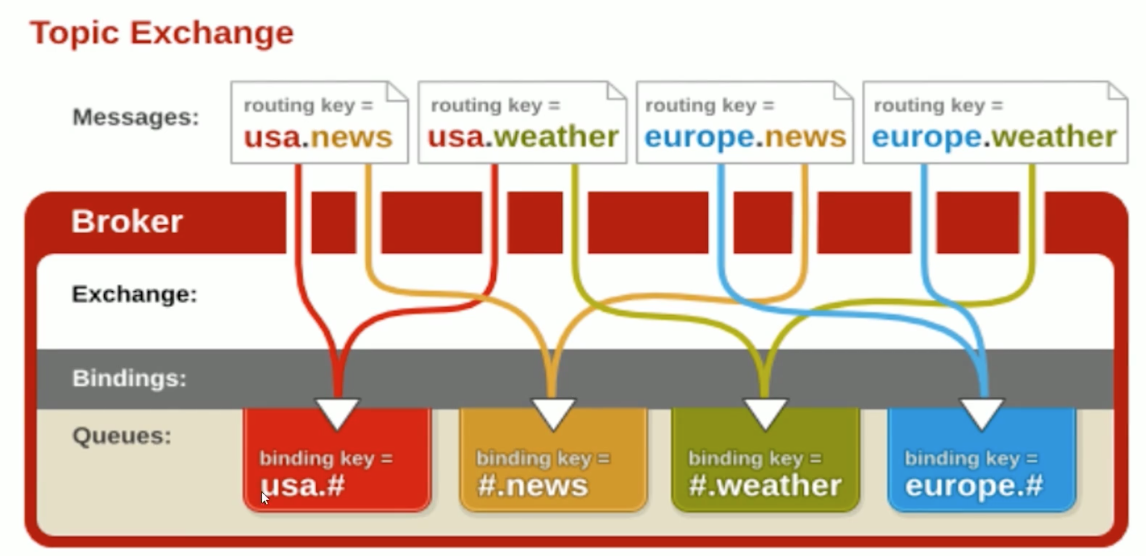 Topic Exchange
Messages:
routing key =
usa.news
routing key =
usa.weather
routing key =
europe.news
routing key =
europe.weather
Broker
Exchange:
Bindings:
Queues:
binding key =
usa.#
binding key =
#.news
binding key =
#.weather
binding key =
europe.#